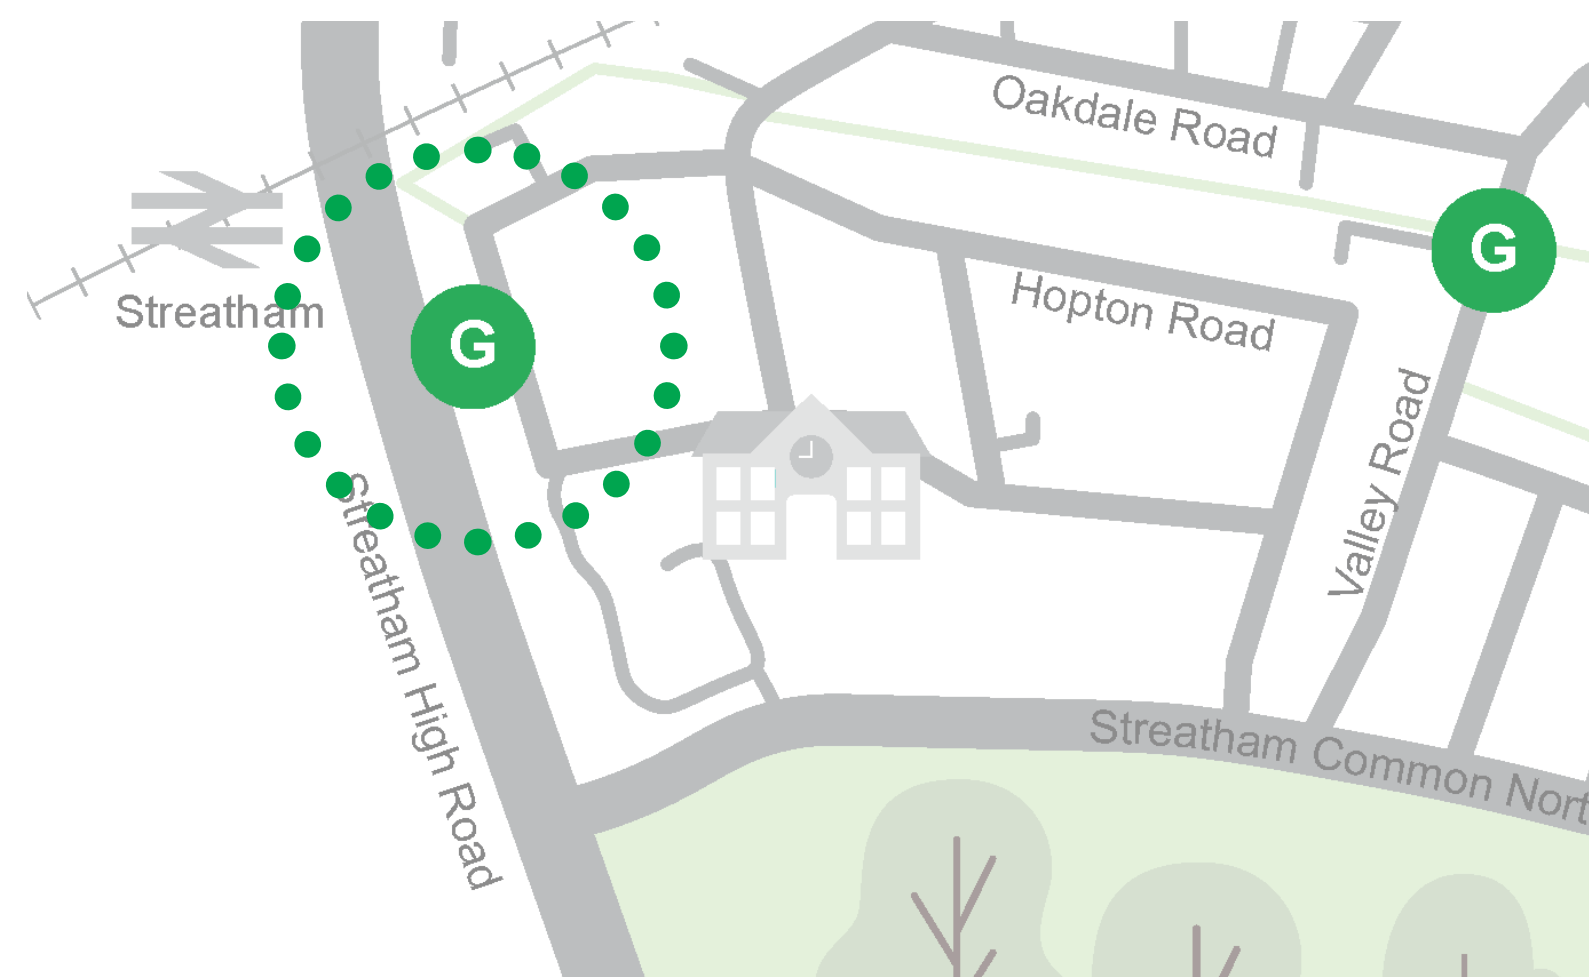 Oakdale Road
G
Streatham
G
Hopton Road
Valley Road
Streatham High Road
Streatham Common Nort